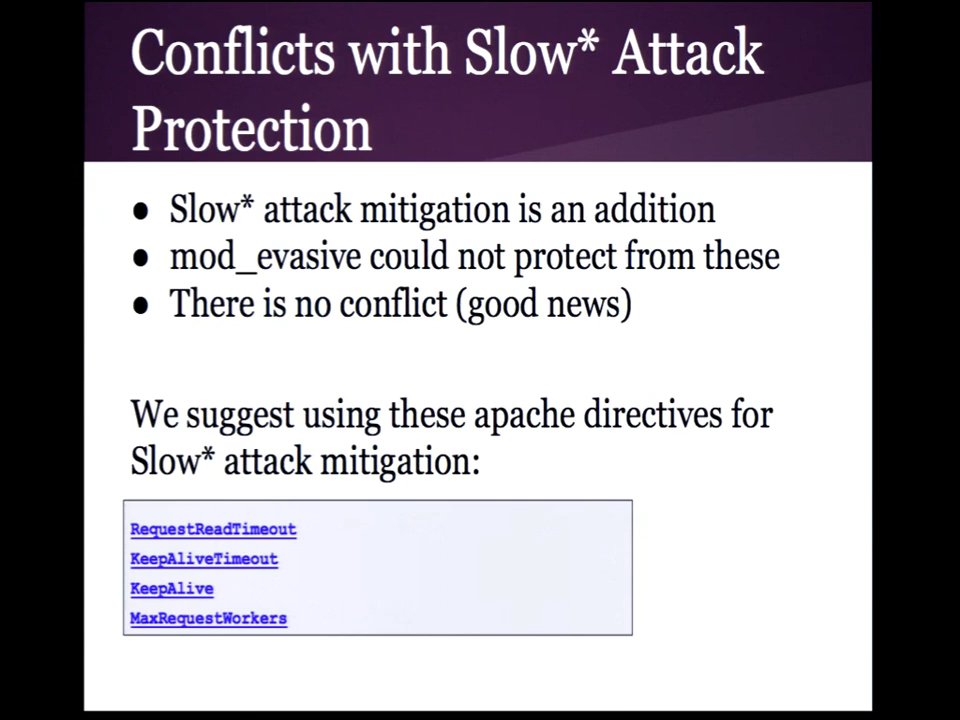 Conflicts with Slow* Attack
Protection
● Slow* attack mitigation is an addition
● mod_evasive could not protect from these
● There is no conflict (good news)
We suggest using these apache directives for
Slow* attack mitigation:
RequestReadTimeout
KeepAliveTimeout
KeepAlive
MaxRequestWorkers